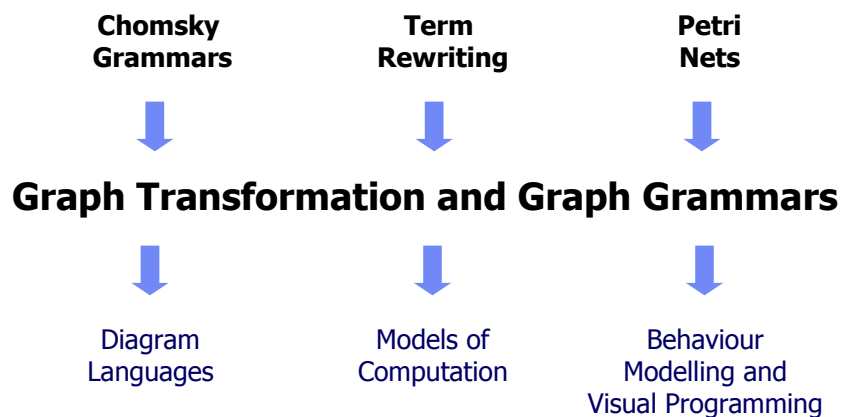 Chomsky
Grammars
Term
Rewriting
Petri
Nets
Graph Transformation and Graph Grammars
Diagram
Languages
Models of
Computation
Behaviour
Modelling and
Visual Programming